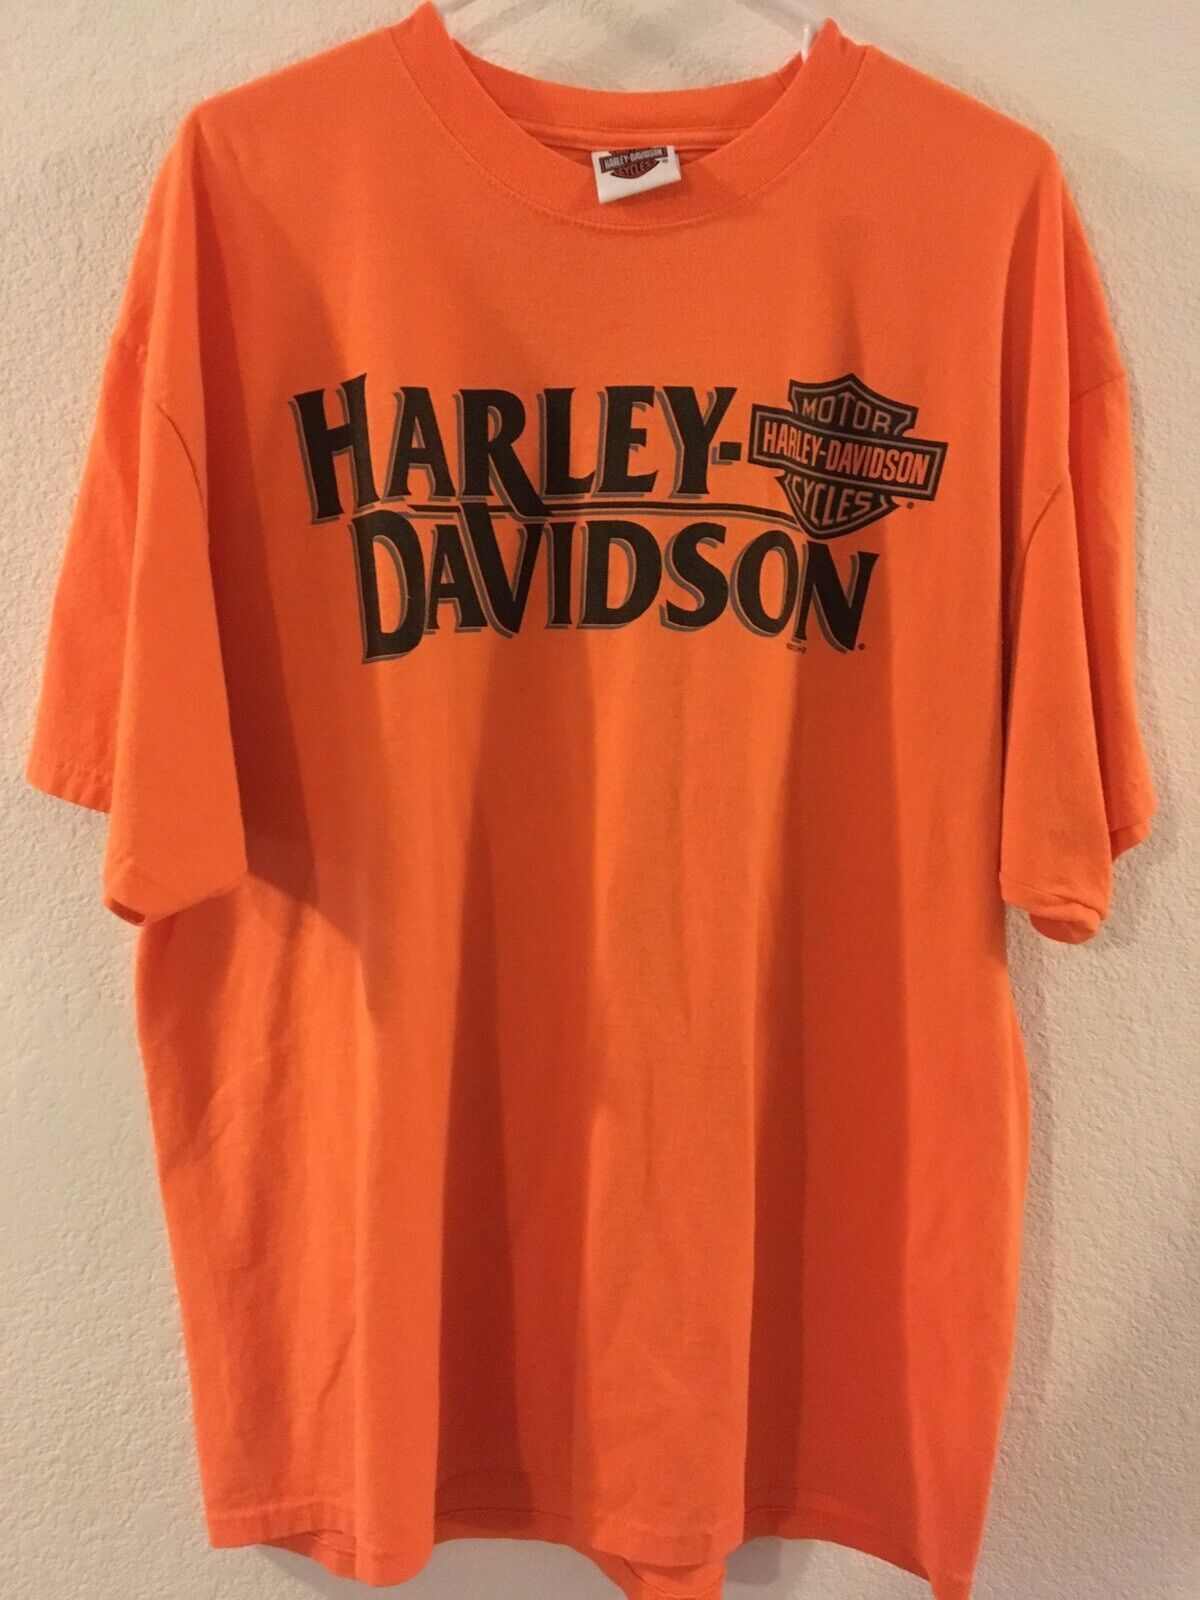 HARLEY-DAVIDSON
CYCLES
®
HARLEY-
DAVIDSON
®
MOTOR
HARLEY-DAVIDSON
CYCLES
®